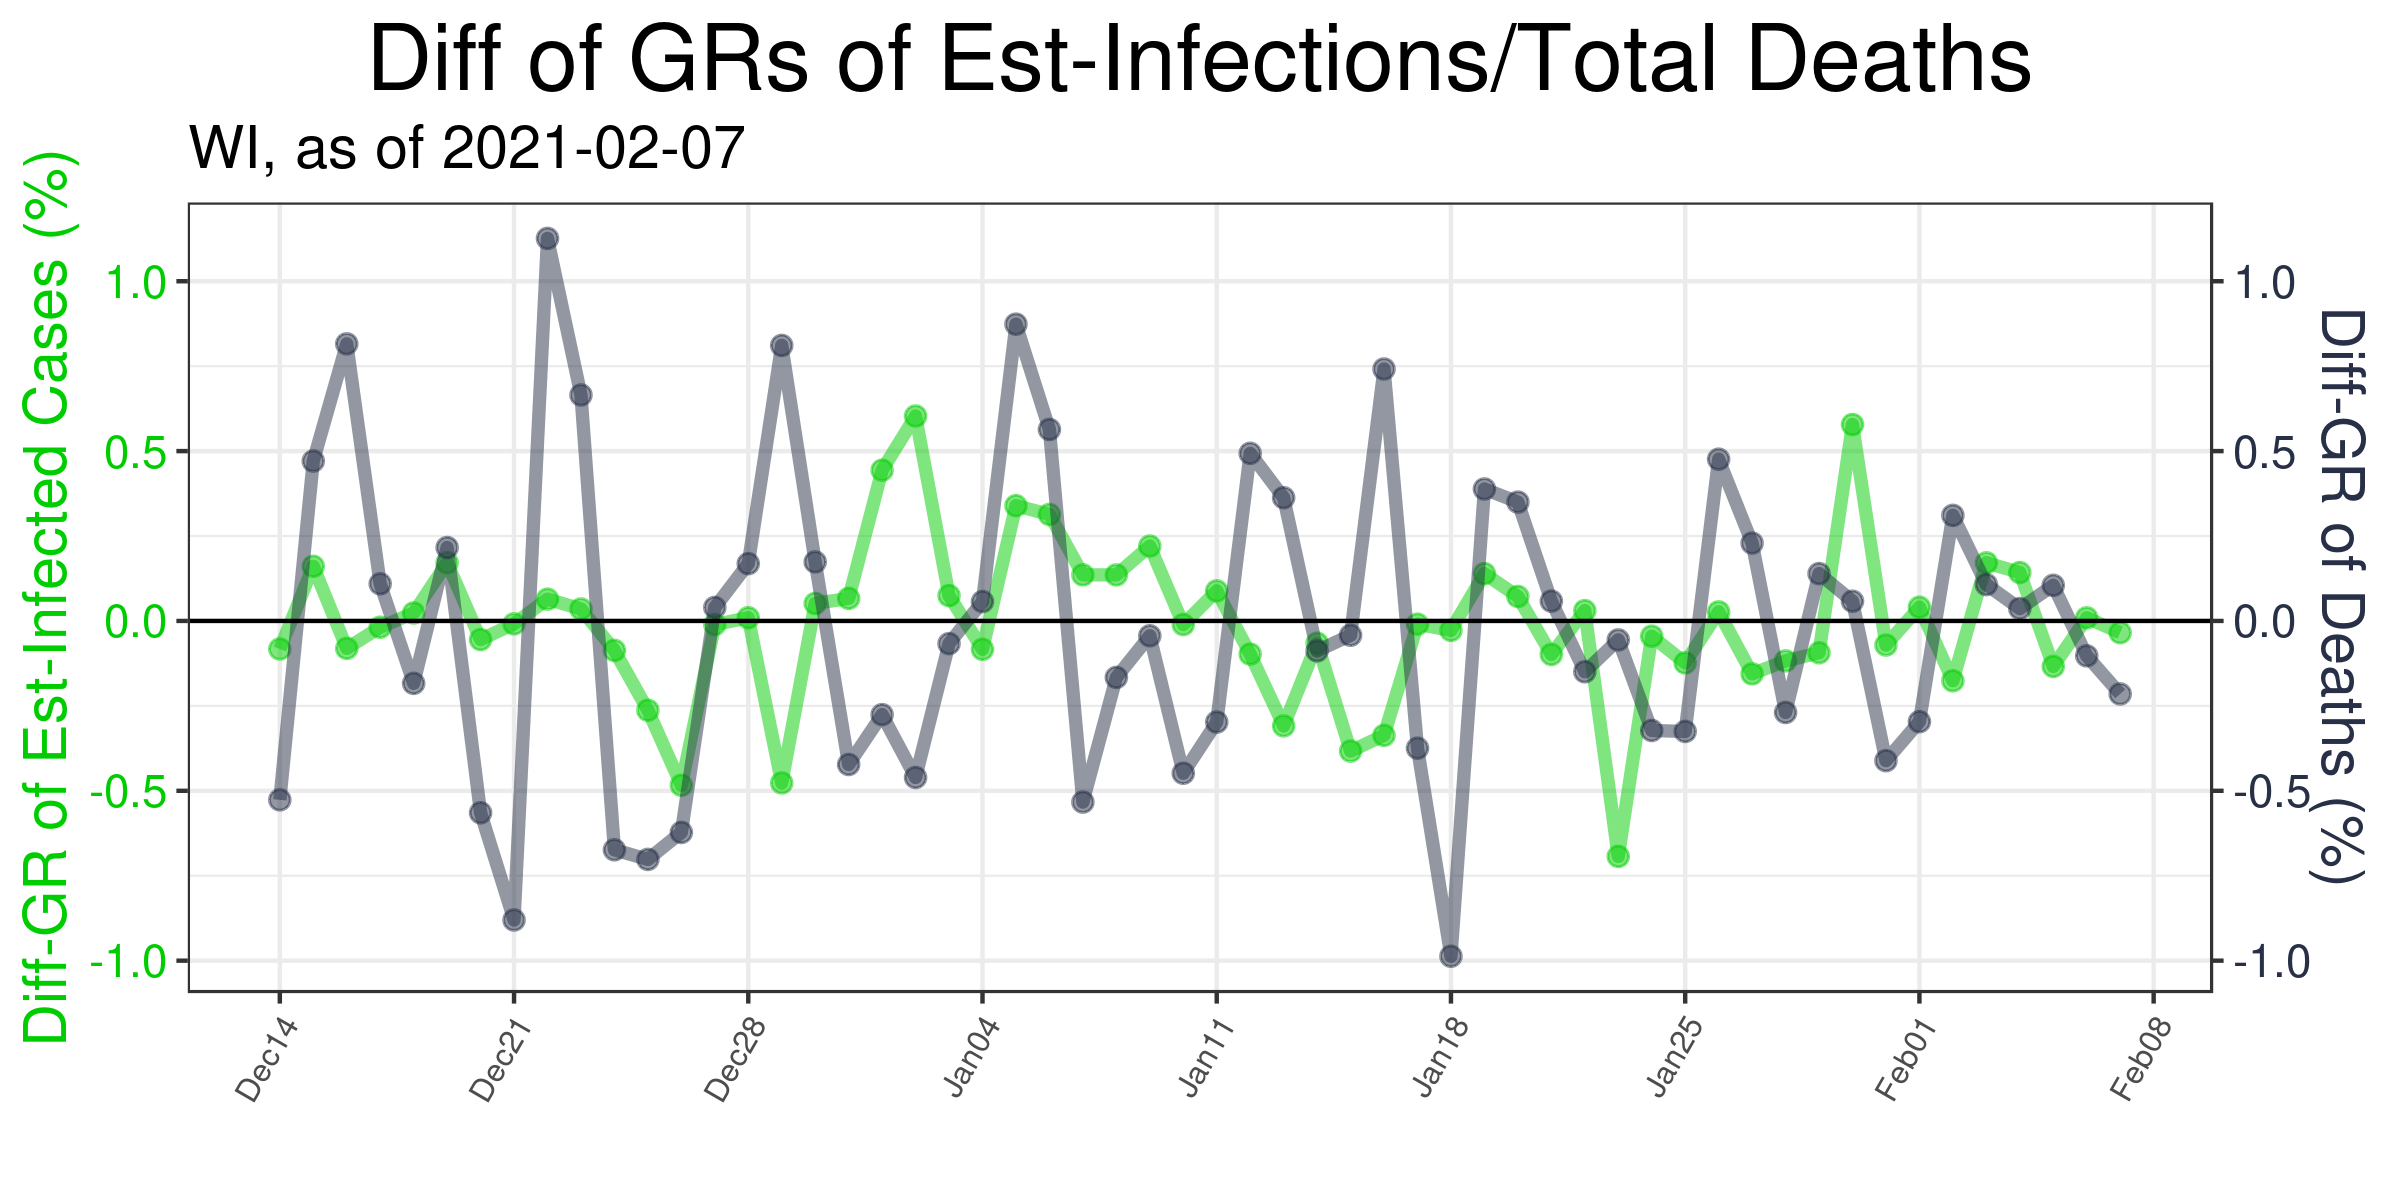 Diff of GRs of Est-Infections/Total Deaths
WI, as of 2021-02-07
Diff-GR of Est-Infected Cases (%)
1.0
0.5
0.0
-0.5
-1.0
1.0
0.5
0.0
-0.5
-1.0
Diff-GR of Deaths (%)
Dec14
Dec21
Dec28
Jan04
Jan11
Jan18
Jan25
Feb01
Feb08